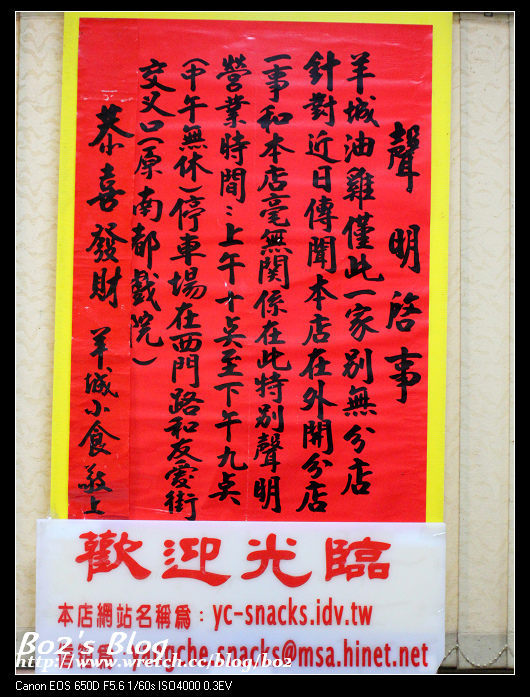 聲明啓事
羊城油雞僅此一家別無分店
針對近日傳聞本店在外開分店
一事和本店毫無関係在此特別聲明
營業時間：上午十点至下午九点
(中午無休)停車場在西門路和友愛街
交叉口(原南都戲院)
恭喜發財 羊城小食敬上
歡迎光臨
本店網站名稱為：yc-snacks.idv.tw
snacks@msa.hinet.net
Bo2's Blog
http://www.wretch.cc/blog/bo2
Canon EOS 650D F5.6 1/60s ISO4000 0.3EV